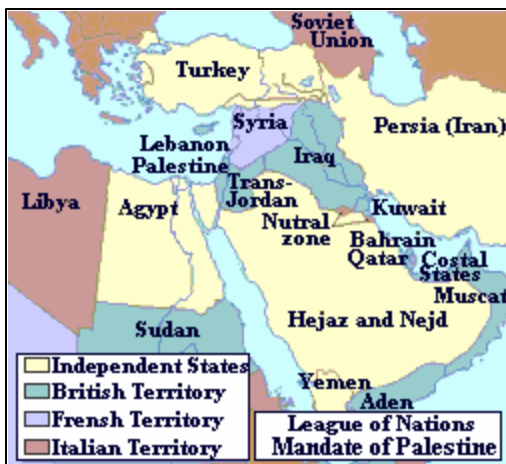 Soviet
Union
Turkey
Syria
Persia (Iran)
Lebanon
Palestine
Iraq
Libya
Agypt
Trans-
Jordan
Kuwait
Nutral
zone
Bahrain
Qatar
Costal
States
Muscat
Hejaz and Nejd
Sudan
Yemen
Aden
Independent States
British Territory
Frensh Territory
Italian Territory
League of Nations
Mandate of Palestine